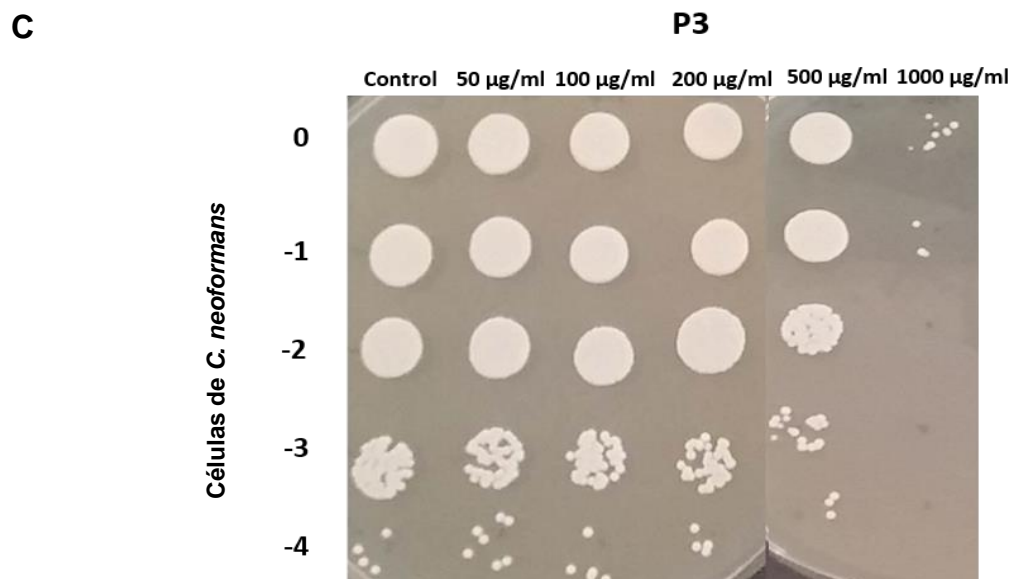 C
P3
Control 50 µg/ml 100 µg/ml 200 µg/ml 500 µg/ml 1000 µg/ml
0
-1
-2
-3
-4
Células de C. neoformans